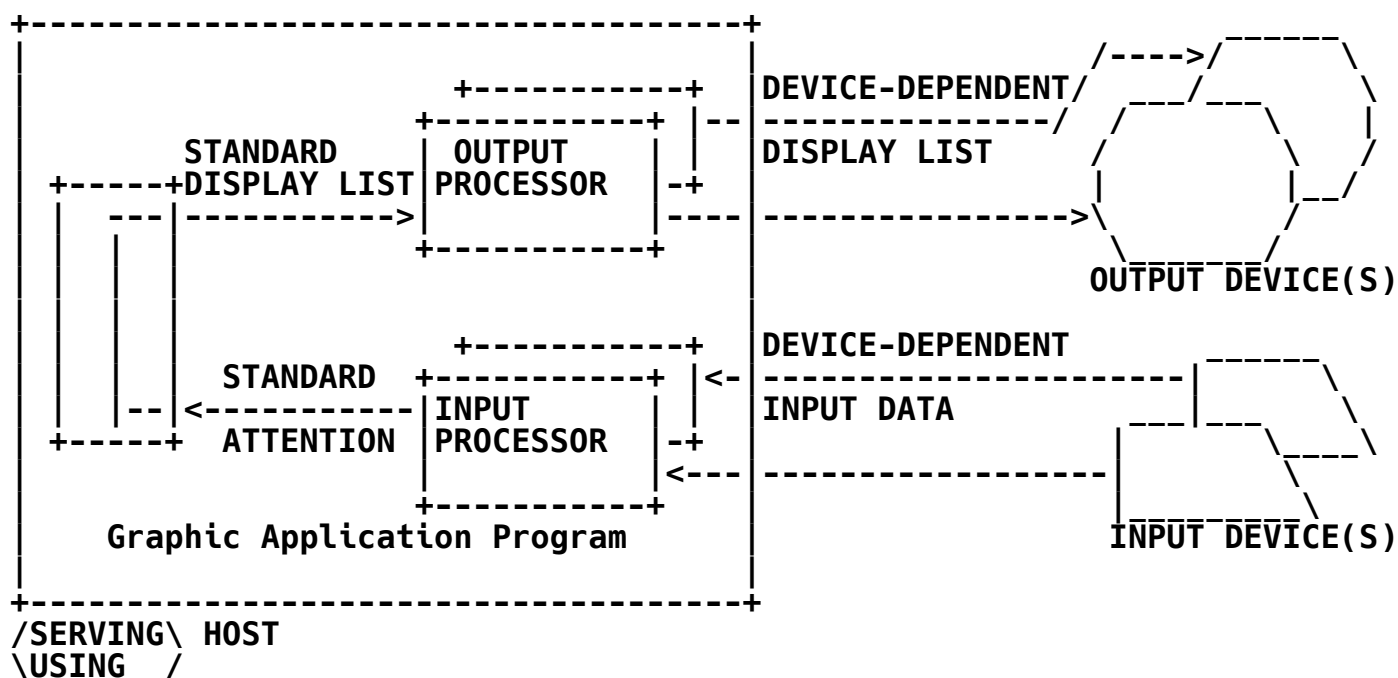 DEVICE-DEPENDENT
STANDARD OUTPUT DISPLAY LIST
DISPLAY LIST PROCESSOR
OUTPUT DEVICE(S)
DEVICE-DEPENDENT
STANDARD
INPUT INPUT DATA
ATTENTION PROCESSOR
Graphic Application Program INPUT DEVICE(S)
/SERVING\ HOST
\USING /